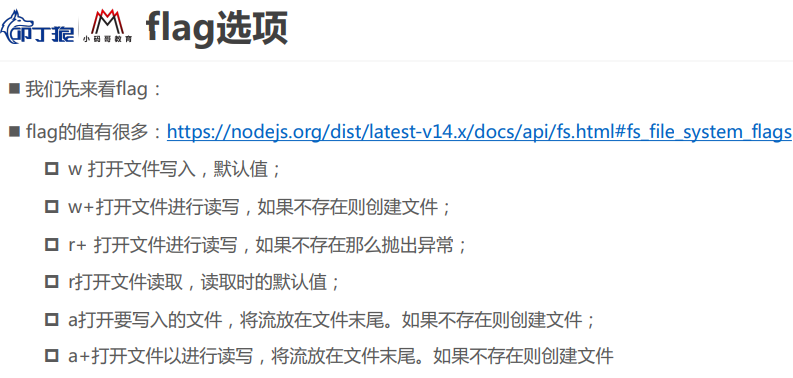 叩丁狼 小码哥教育 flag选项
我们先来看flag：
flag的值有很多：https://nodejs.org/dist/latest-v14.x/docs/api/fs.html#fs_file_system_flags
w 打开文件写入，默认值；
w+打开文件进行读写，如果不存在则创建文件；
r+ 打开文件进行读写，如果不存在那么抛出异常；
r打开文件读取，读取时的默认值；
a打开要写入的文件，将流放在文件末尾。如果不存在则创建文件；
a+打开文件以进行读写，将流放在文件末尾。如果不存在则创建文件